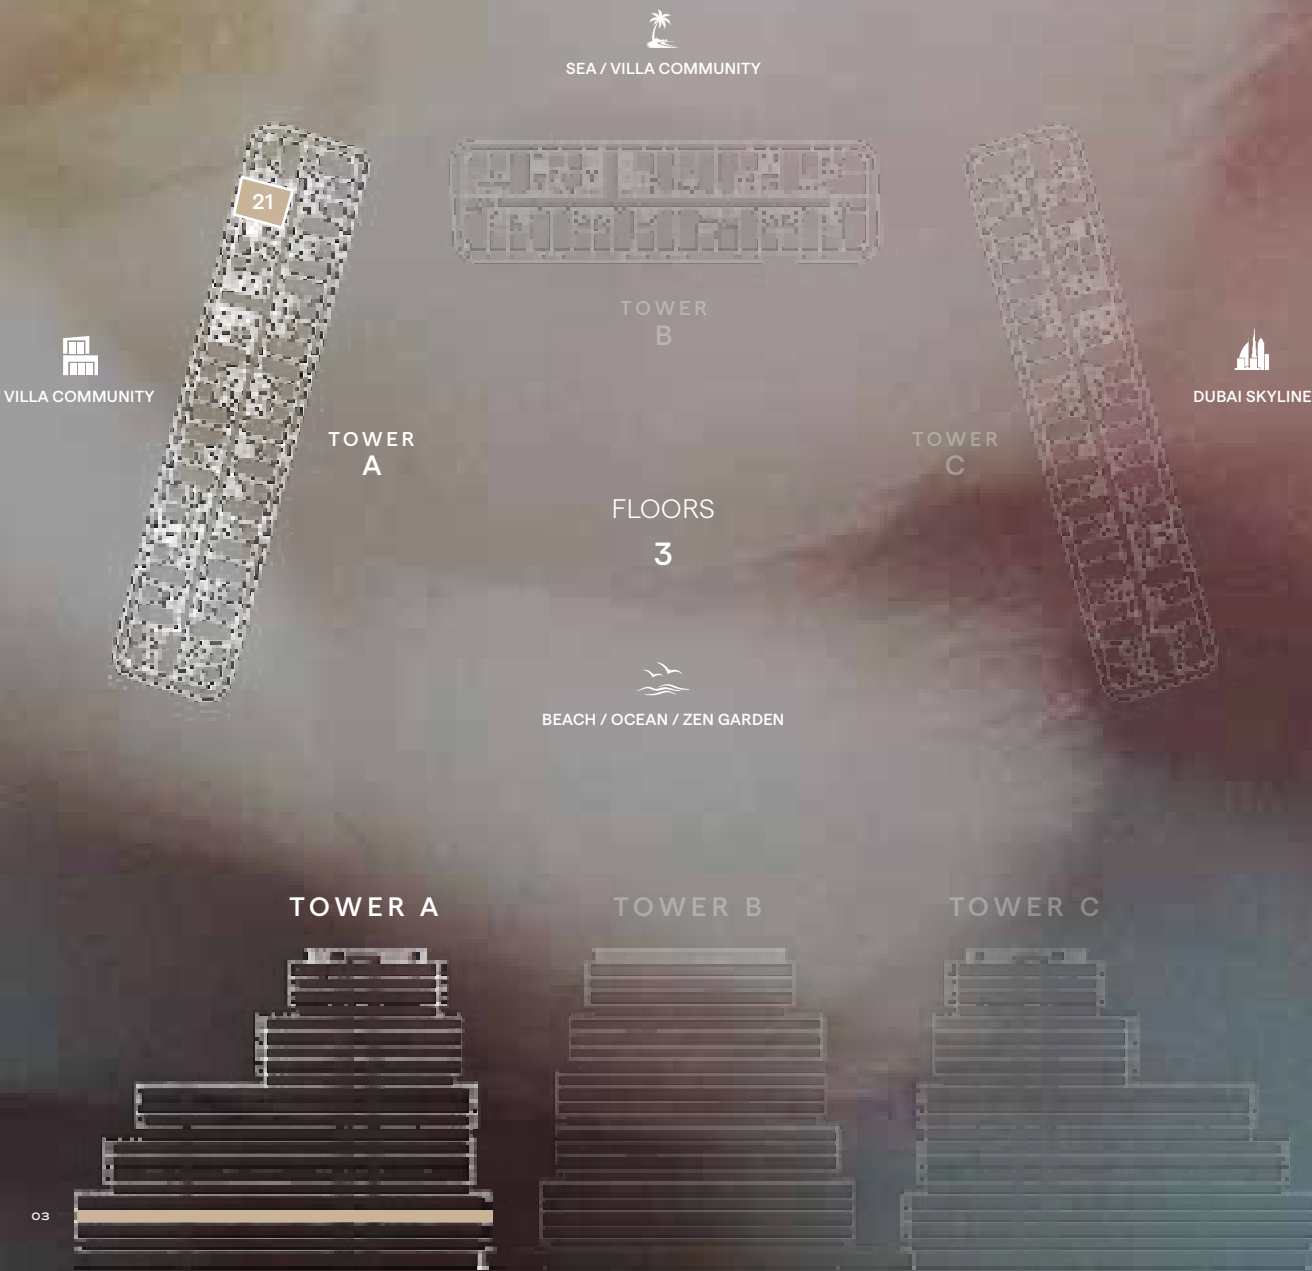 SEA / VILLA COMMUNITY
21
TOWER
B
VILLA COMMUNITY
DUBAI SKYLINE
TOWER
A
TOWER
C
FLOORS
3
BEACH / OCEAN / ZEN GARDEN
TOWER A
TOWER B
TOWER C
03